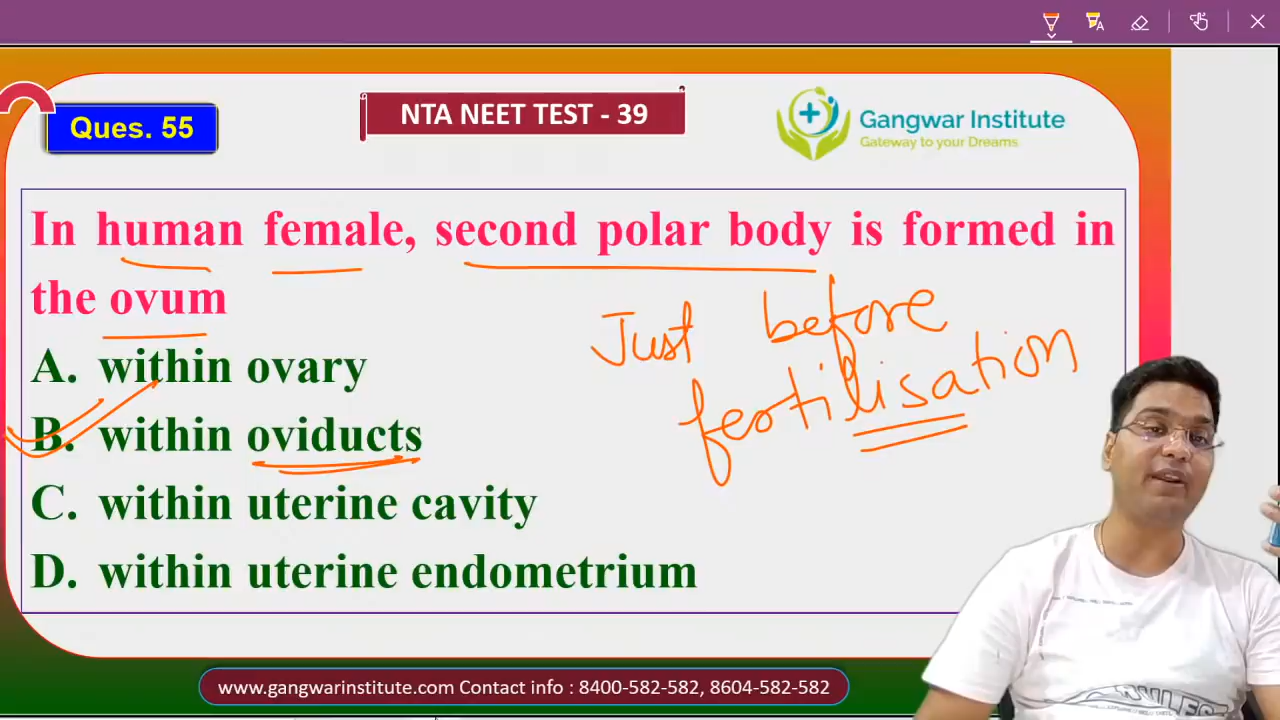 Ques. 55
NTA NEET TEST - 39
Gangwar Institute
Gateway to your Dreams
In human female, second polar body is formed in
the ovum
Just before
fertilisation
A. within ovary
B. within oviducts
C. within uterine cavity
D. within uterine endometrium
www.gangwarinstitute.com Contact info : 8400-582-582, 8604-582-582